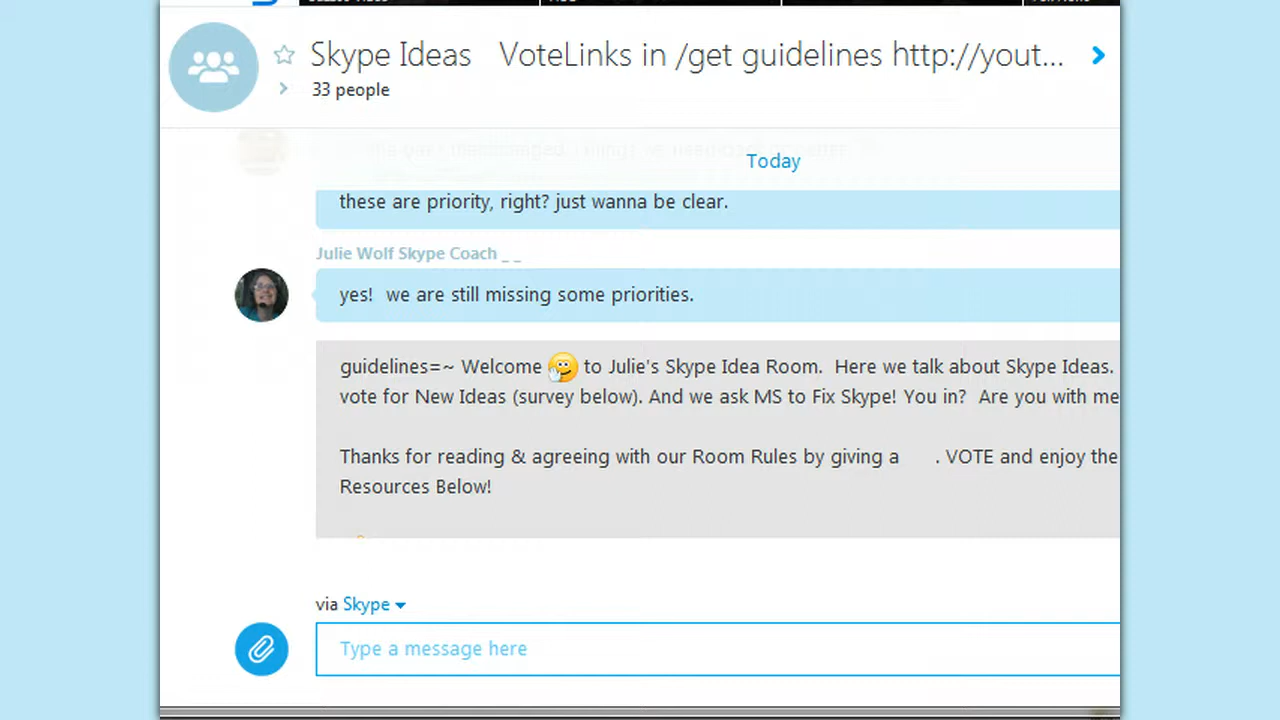 Skype Ideas VoteLinks in /get guidelines http://yout...
33 people
Today
these are priority, right? just wanna be clear.
Julie Wolf Skype Coach _ _
yes! we are still missing some priorities.
guidelines=~ Welcome to Julie's Skype Idea Room. Here we talk about Skype Ideas.
vote for New Ideas (survey below). And we ask MS to Fix Skype! You in? Are you with me
Thanks for reading & agreeing with our Room Rules by giving a . VOTE and enjoy the
Resources Below!
via Skype
Type a message here